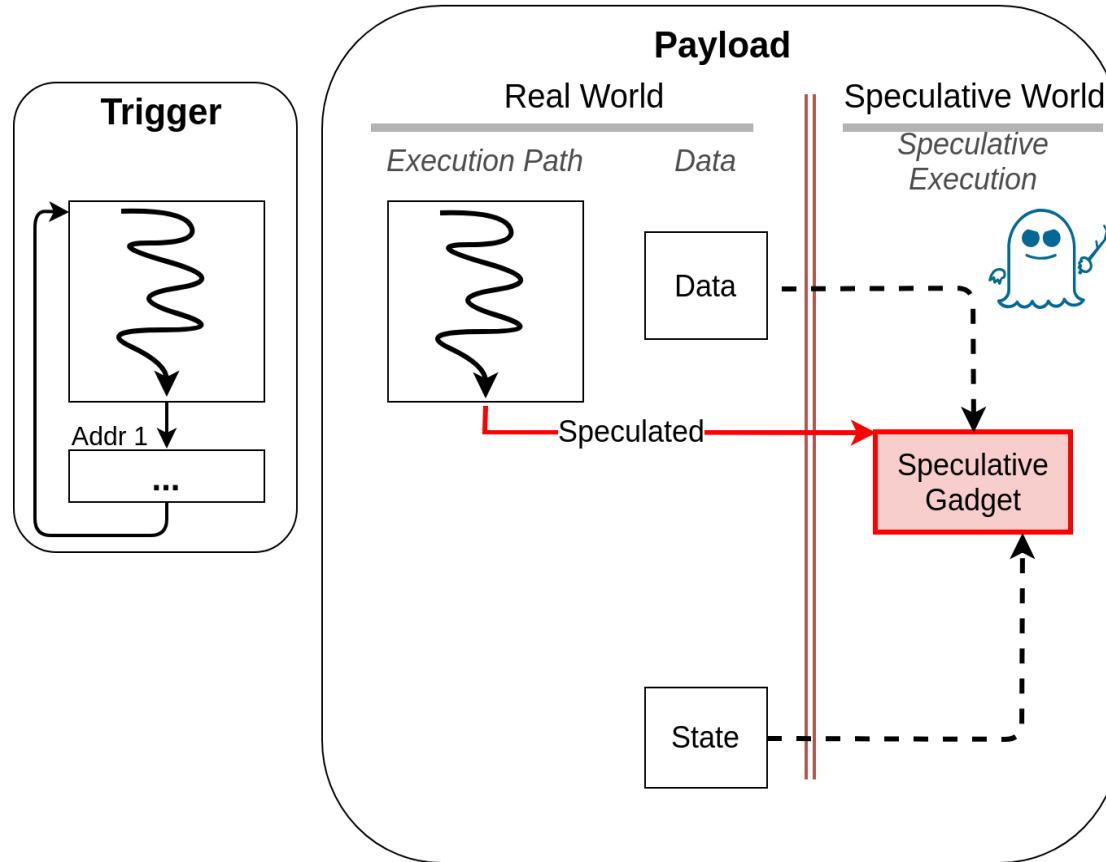 Payload
Trigger
Real World
Speculative World
Execution Path
Data
Speculative
Execution
Data
Addr 1
...
Speculated
Speculative
Gadget
State